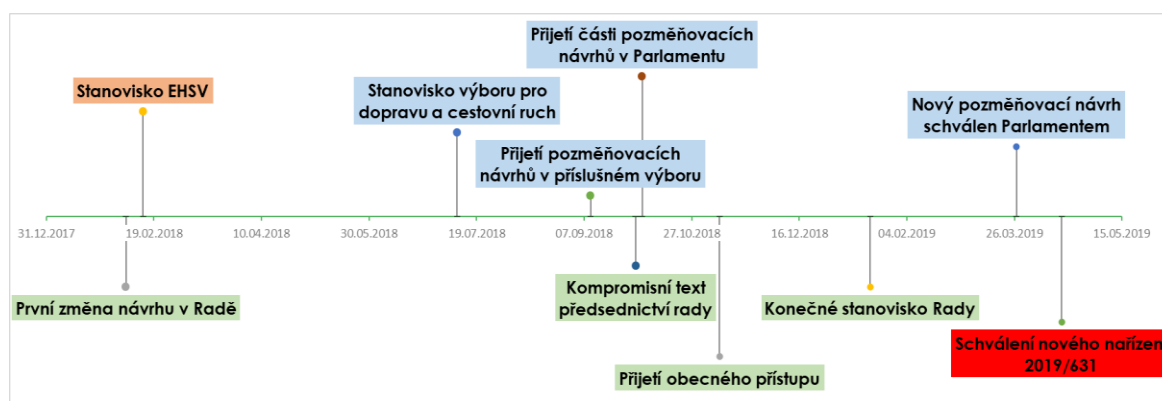 Přijetí části pozměňovacích
návrhů v Parlamentu
Stanovisko EHSV
Stanovisko výboru pro
dopravu a cestovní ruch
Nový pozměňovací návrh
schválen Parlamentem
Přijetí pozměňovacích
návrhů v příslušném výboru
31.12.2017 19.02.2018 10.04.2018 30.05.2018 19.07.2018 07.09.2018 27.10.2018 16.12.2018 04.02.2019 26.03.2019 15.05.2019
První změna návrhu v Radě
Kompromisní text
předsednictví rady
Konečné stanovisko Rady
Schválení nového nařízen
2019/631
Přijetí obecného přístupu